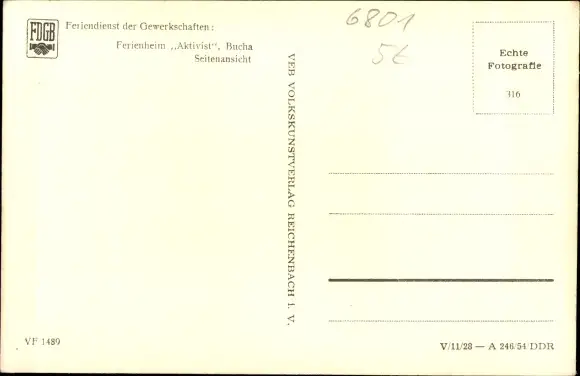 FDGB
Feriendienst der Gewerkschaften:
Ferienheim „Aktivist", Bucha
Seitenansicht
6801
5€
Echte
Fotografie
316
VEB VOLKSKUNSTVERLAG REICHENBACH I. V.
VF 1489
V/11/28 — A 246/54 DDR